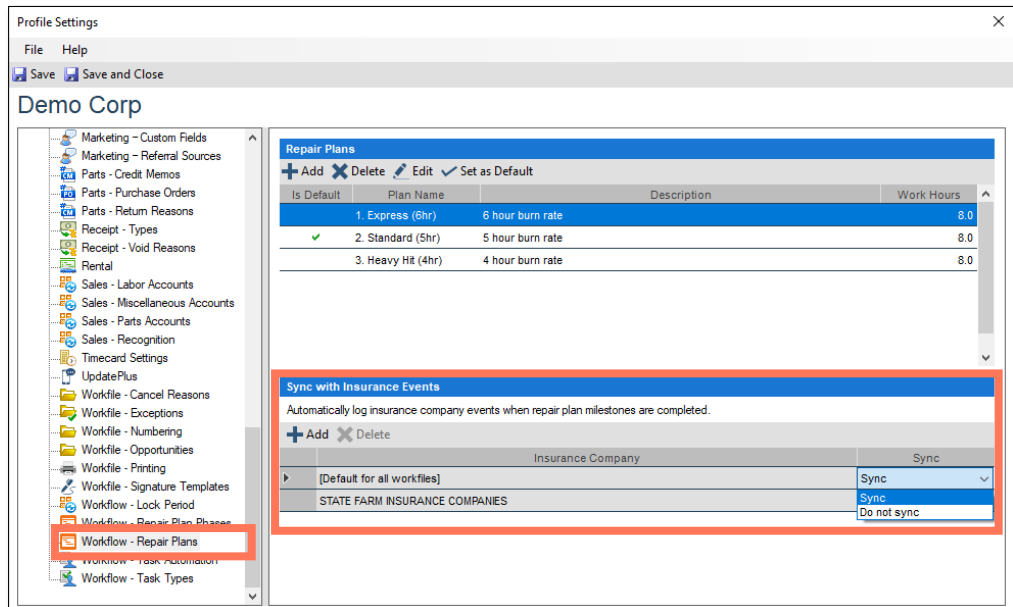 Profile Settings
File Help
Save Save and Close
Demo Corp
Marketing – Custom Fields
Marketing – Referral Sources
Parts - Credit Memos
Parts - Purchase Orders
Parts - Return Reasons
Receipt - Types
Receipt - Void Reasons
Rental
Sales - Labor Accounts
Sales - Miscellaneous Accounts
Sales - Parts Accounts
Sales - Recognition
Timecard Settings
UpdatePlus
Workfile - Cancel Reasons
Workfile - Exceptions
Workfile - Numbering
Workfile - Opportunities
Workfile - Printing
Workfile - Signature Templates
Workflow - Lock Period
Workflow - Repair Plan Phases
Workflow - Repair Plans
Workflow - Task Automation
Workflow - Task Types
Repair Plans
Add Delete Edit Set as Default
Is Default Plan Name Description Work Hours
1. Express (6hr) 6 hour burn rate 8.0
2. Standard (5hr) 5 hour burn rate 8.0
3. Heavy Hit (4hr) 4 hour burn rate 8.0
Sync with Insurance Events
Automatically log insurance company events when repair plan milestones are completed.
Add Delete
Insurance Company Sync
[Default for all workfiles] Sync
STATE FARM INSURANCE COMPANIES Sync
Do not sync